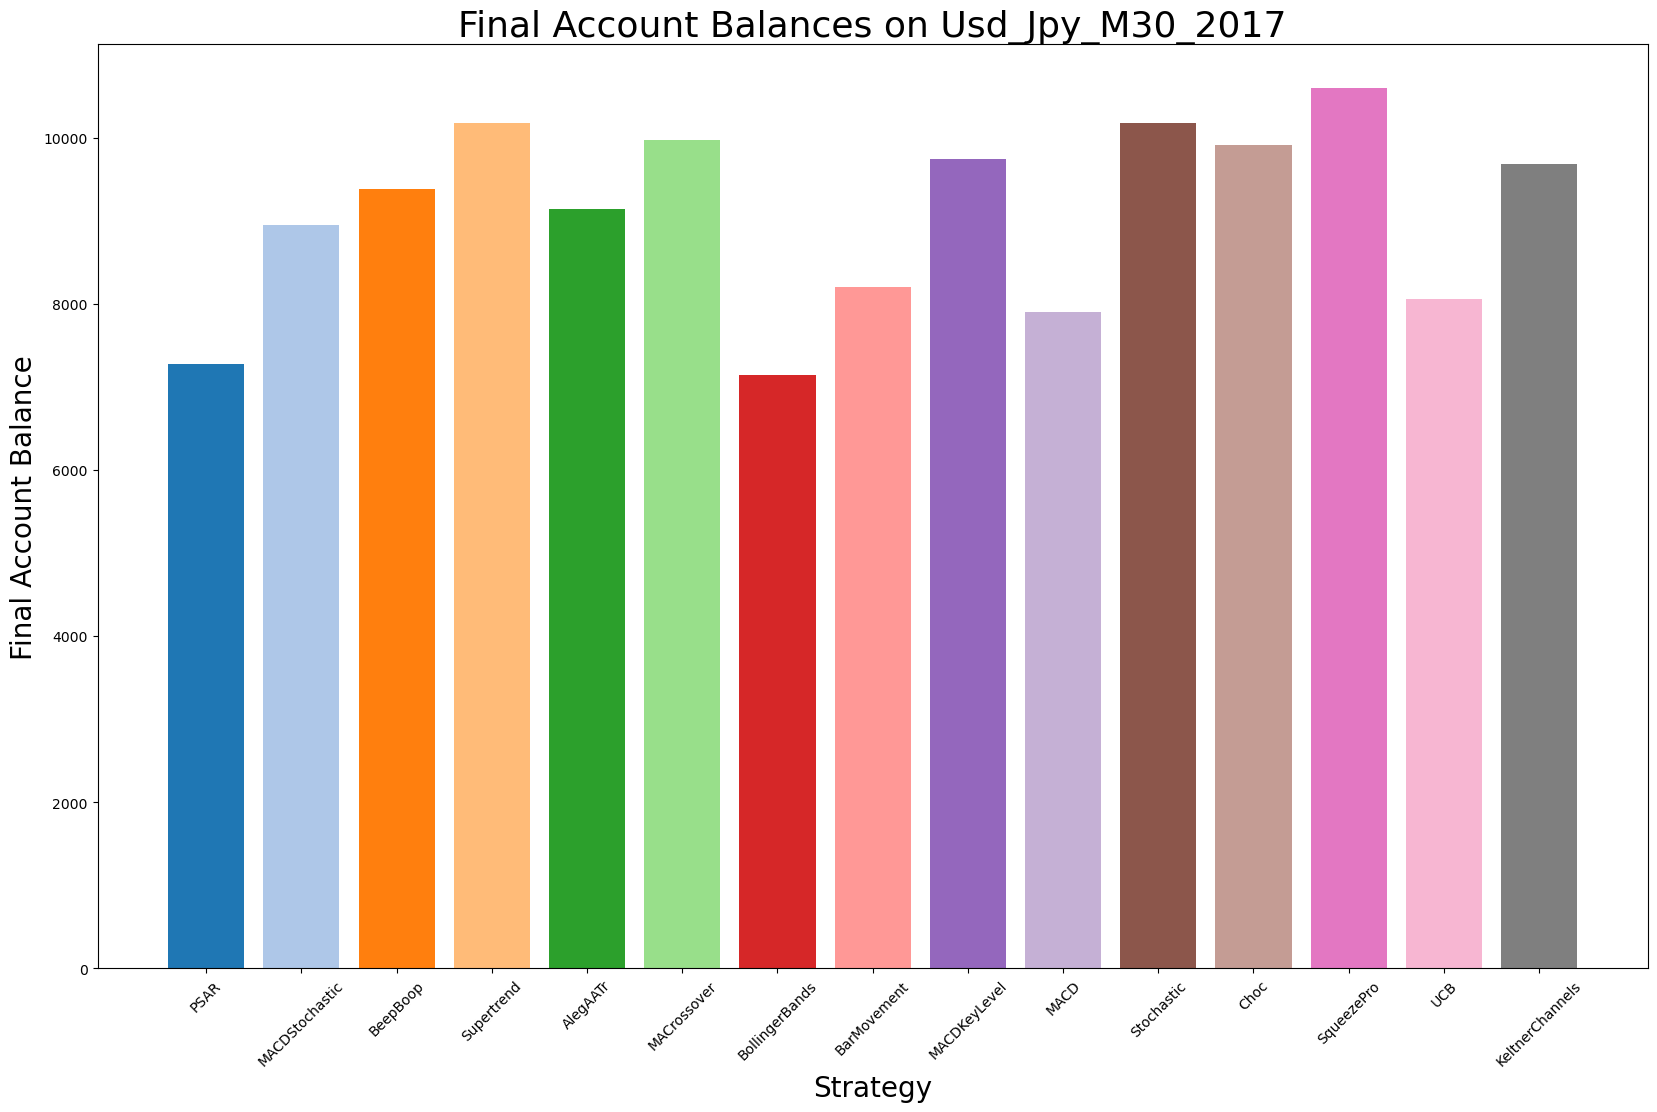 Final Account Balances on Usd_Jpy_M30_2017
Final Account Balance
10000
8000
6000
4000
2000
0
PSAR
MACDStochastic
BeepBoop
Supertrend
AlegAATr
MACrossover
BollingerBands
BarMovement
MACDKeyLevel
MACD
Stochastic
Choc
SqueezePro
UCB
KeltnerChannels
Strategy